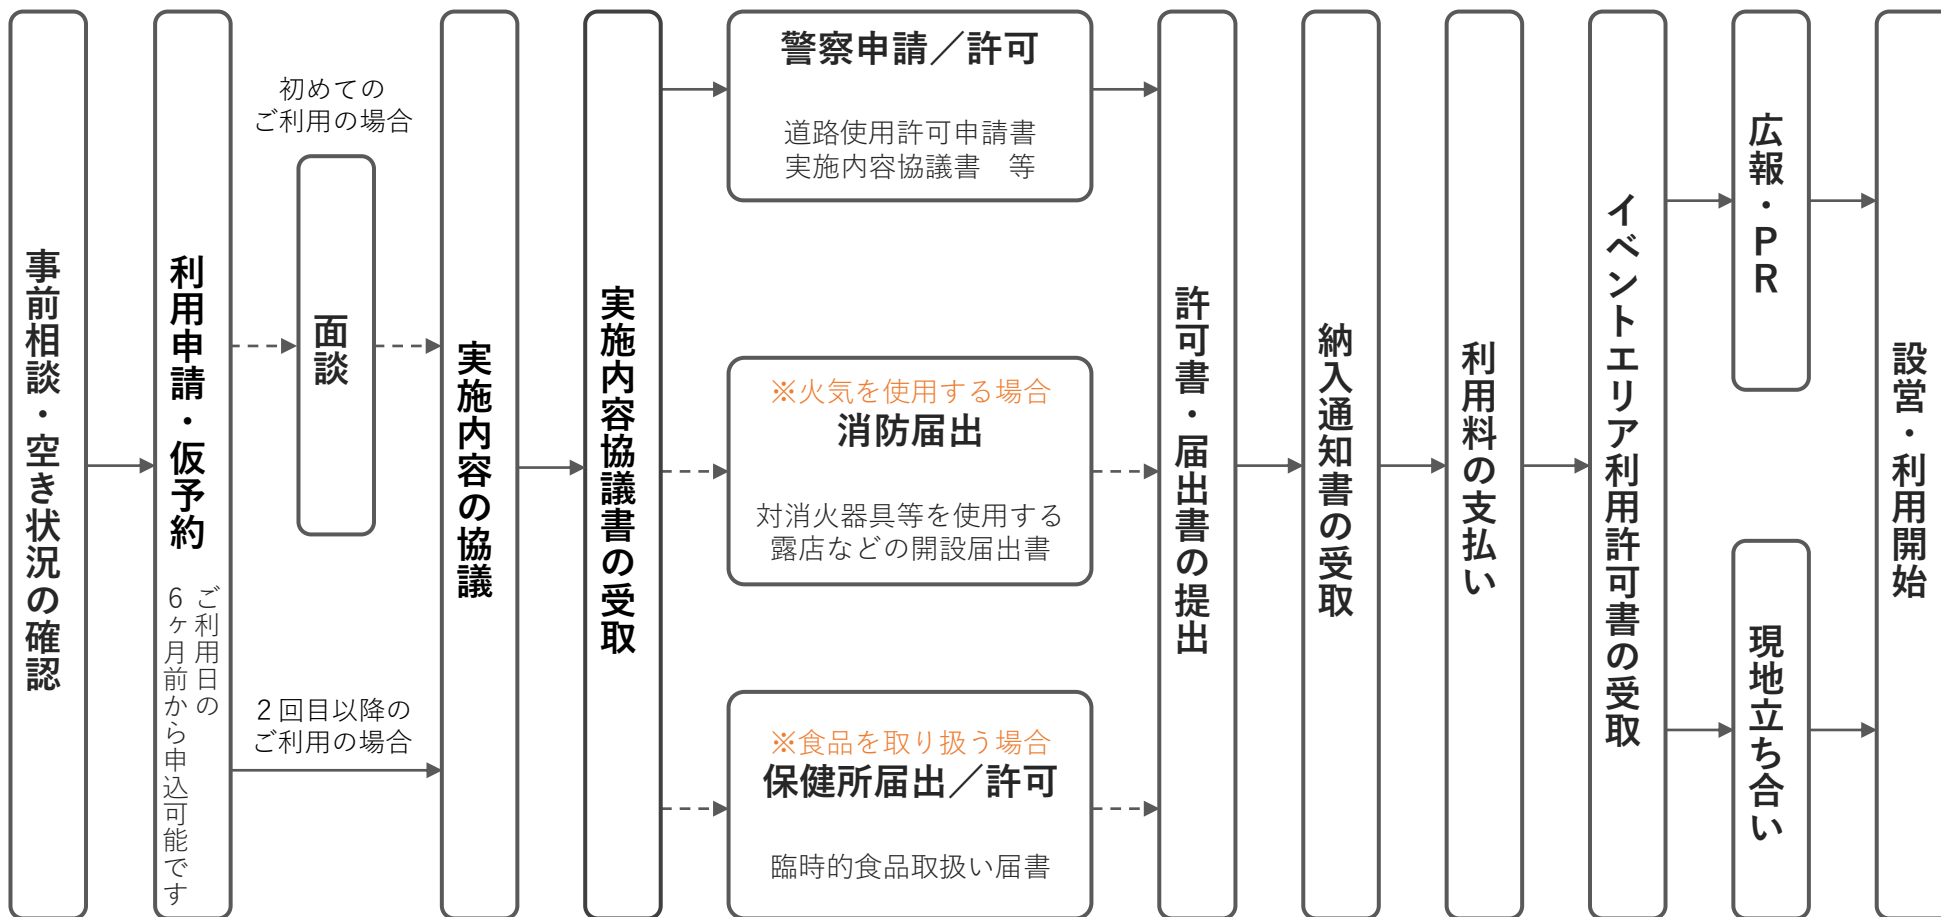 事前相談・空き状況の確認
利用申請・仮予約
ご利用日の
6ヶ月前から申込可能です
初めての
ご利用の場合
面談
2回目以降の
ご利用の場合
実施内容の協議
実施内容協議書の受取
警察申請／許可
道路使用許可申請書
実施内容協議書　等
※火気を使用する場合
消防届出
対消火器具等を使用する
露店などの開設届出書
※食品を取り扱う場合
保健所届出／許可
臨時的食品取扱い届書
許可書・届出書の提出
納入通知書の受取
利用料の支払い
イベントエリア利用許可書の受取
広報・PR
現地立ち合い
設営・利用開始